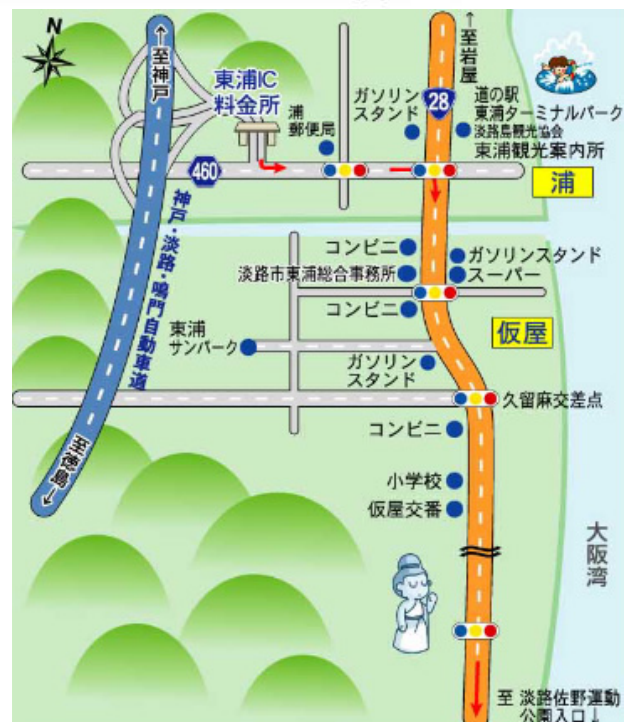 N
←至神戸
東浦IC
料金所
浦
郵便局
ガソリン
スタンド
28
←至岩屋
道の駅
東浦ターミナルパーク
淡路島観光協会
東浦観光案内所
460
浦
神戸・淡路・鳴門自動車道
コンビニ
淡路市東浦総合事務所
コンビニ
ガソリンスタンド
スーパー
東浦
サンパーク
仮屋
ガソリン
スタンド
久留麻交差点
コンビニ
至徳島→
小学校
仮屋交番
大阪湾
至 淡路佐野運動
公園入口↓